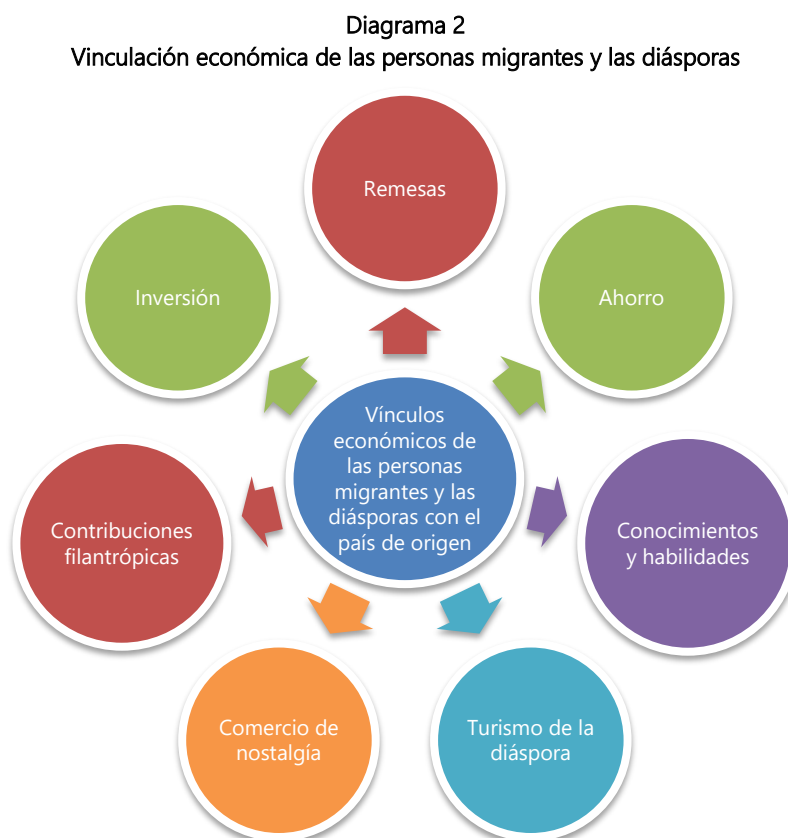 Diagrama 2
Vinculación económica de las personas migrantes y las diásporas
Remesas
Ahorro
Conocimientos
y habilidades
Turismo de la
diáspora
Comercio de
nostalgía
Contribuciones
filantrópicas
Inversión
Vínculos
económicos de
las personas
migrantes y las
diásporas con el
país de origen